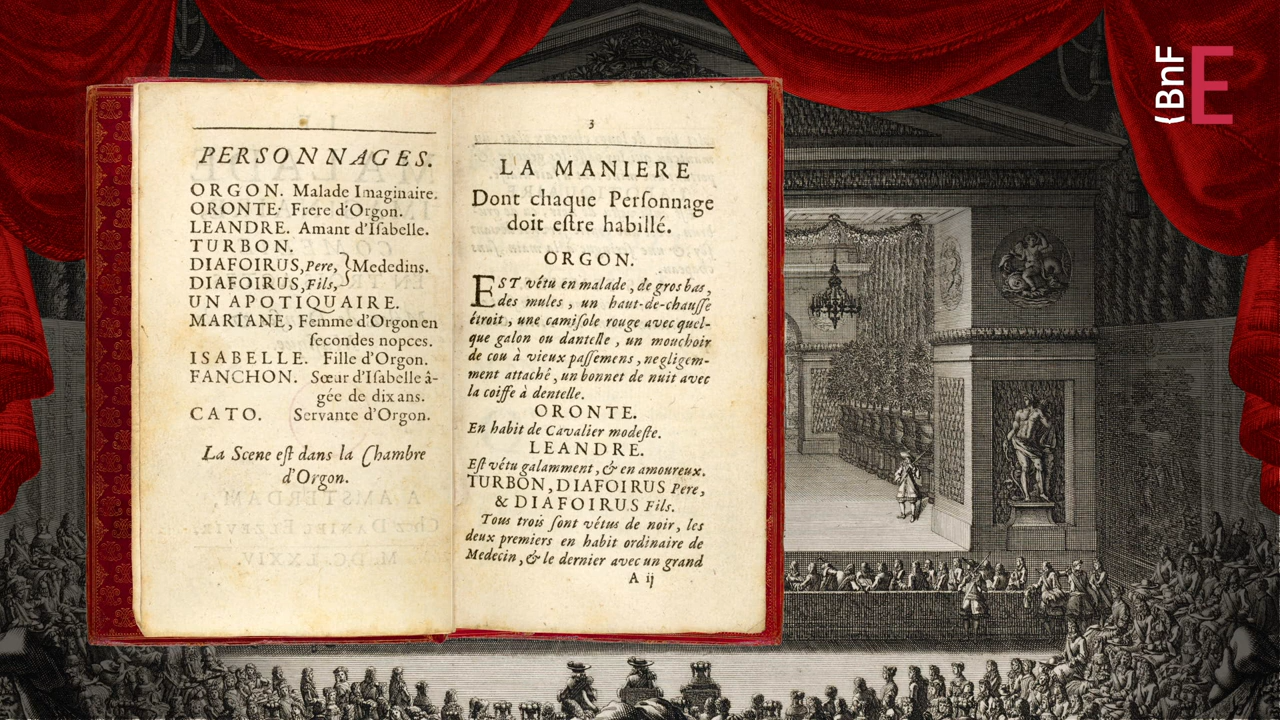 PERSONNAGES.
ORGON. Malade Imaginaire.
ORONTE. Frere d'Orgon.
LEANDRE. Amant d'Isabelle.
TURBON.
DIAFOIRUS, Pere, } Mededins.
DIAFOIRUS, Fils,
UN APOTIQUAIRE.
MARIANE, Femme d'Orgon en
secondes nopces.
ISABELLE. Fille d'Orgon.
FANCHON. Sœur d'Isabelle â-
gée de dix ans.
CATO. Servante d'Orgon.
La Scene est dans la Chambre
d'Orgon.
3
LA MANIERE
Dont chaque Personnage
doit estre habillé.
ORGON.
EST vétu en malade, de gros bas,
des mules, un haut-de-chausse
étroit, une camisole rouge avec quel-
que galon ou dantelle, un mouchoir
de cou à vieux passemens, negligem-
ment attaché, un bonnet de nuit avec
la coiffe à dentelle.
ORONTE.
En habit de Cavalier modeste.
LEANDRE.
Est vétu galamment, & en amoureux.
TURBON, DIAFOIRUS Pere,
& DIAFOIRUS Fils.
Tous trois sont vétus de noir, les
deux premiers en habit ordinaire de
Medecin, & le dernier avec un grand
A ij
{BnF E